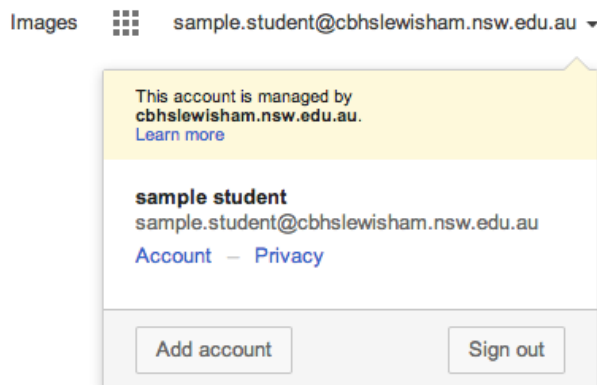 Images sample.student@cbhslewisham.nsw.edu.au
This account is managed by
cbhslewisham.nsw.edu.au.
Learn more
sample student
sample.student@cbhslewisham.nsw.edu.au
Account – Privacy
Add account Sign out